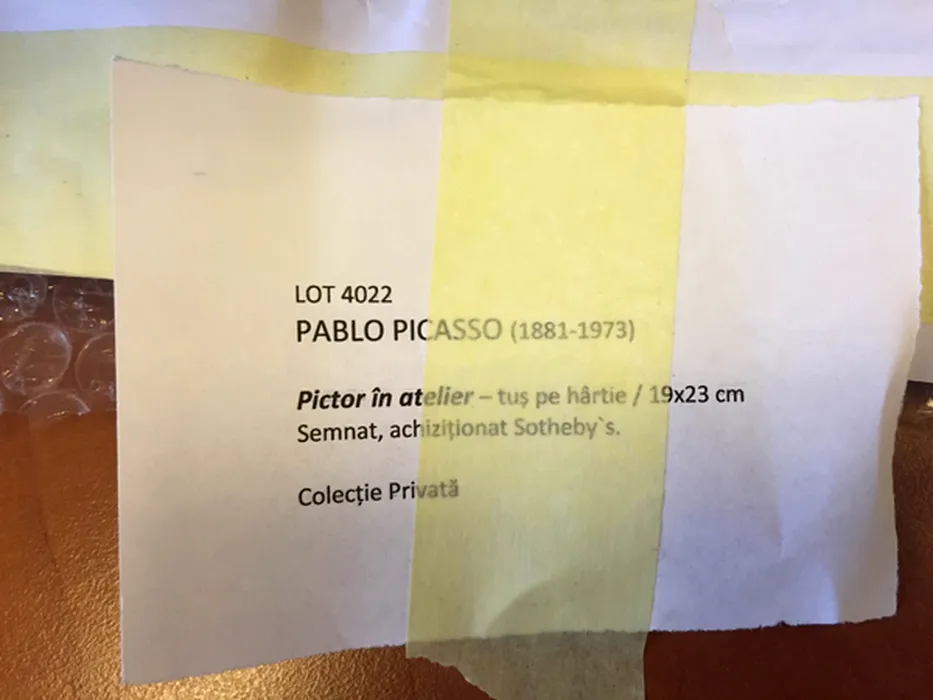 LOT 4022
PABLO PICASSO (1881-1973)
Pictor în atelier – tuș pe hârtie / 19x23 cm
Semnat, achiziționat Sotheby`s.
Colecție Privată